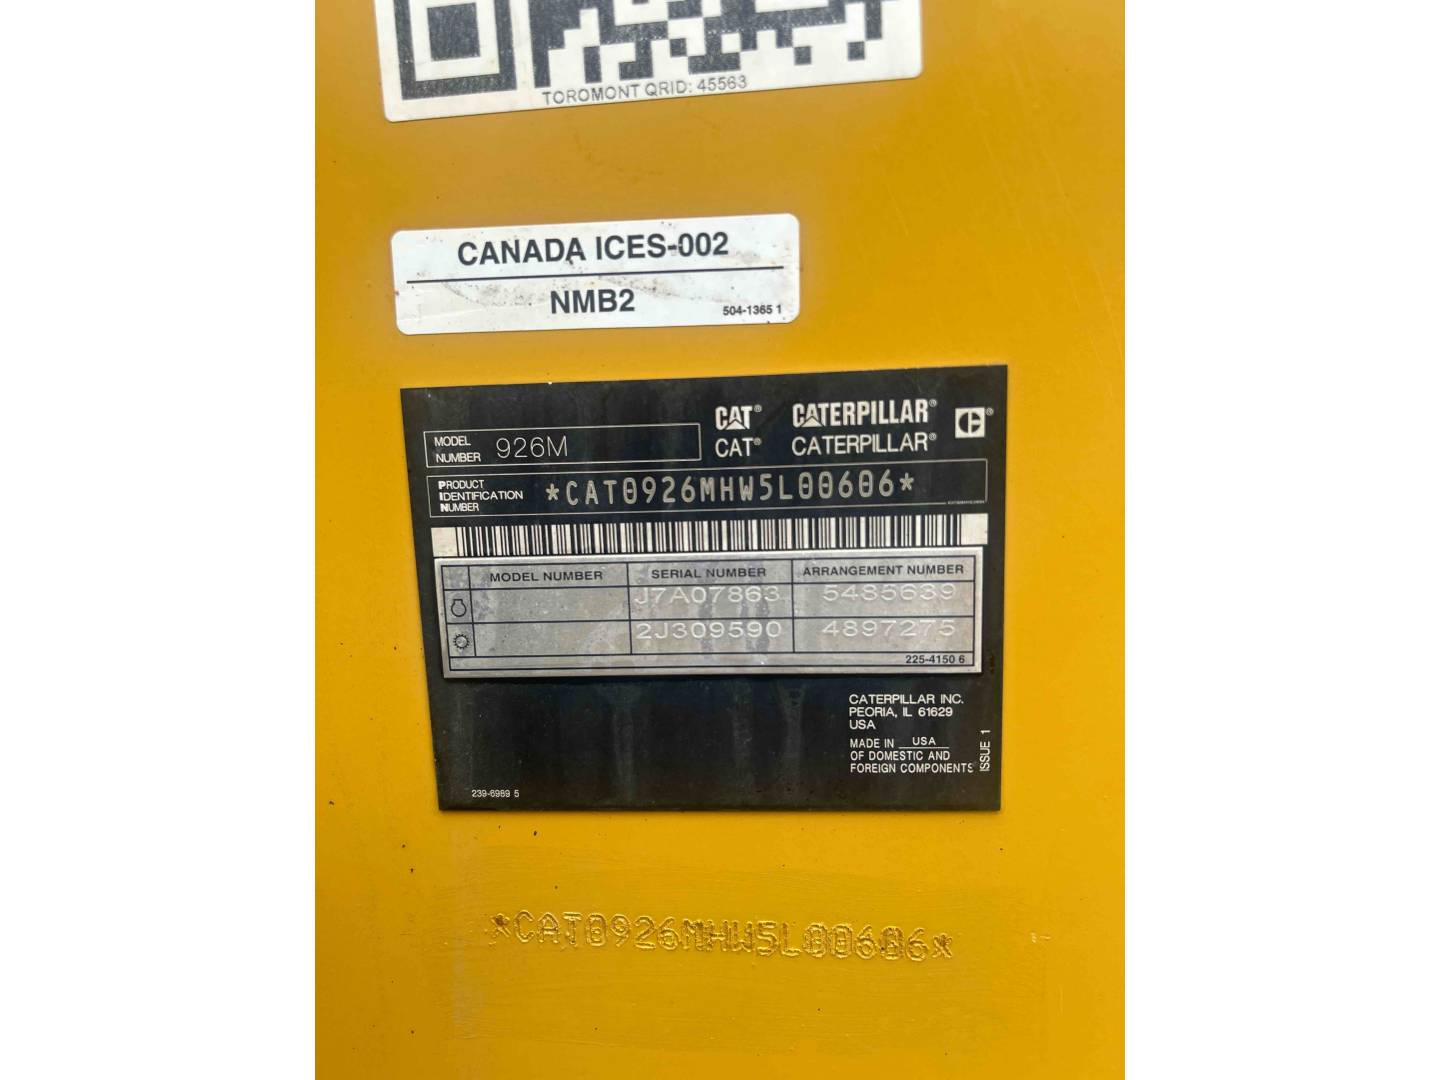 TOROMONT QRID: 45563
CANADA ICES-002
NMB2
504-1365 1
CAT® CATERPILLAR®
MODEL NUMBER 926M CAT® CATERPILLAR®
PRODUCT IDENTIFICATION NUMBER *CAT0926MHW5L00606*
MODEL NUMBER SERIAL NUMBER ARRANGEMENT NUMBER
J7A07863 5485639
2J309590 4897275
225-4150 6
CATERPILLAR INC.
PEORIA, IL 61629
USA
MADE IN USA
OF DOMESTIC AND
FOREIGN COMPONENTS
ISSUE 1
239-6989 5
*CAT0926MHW5L00606*